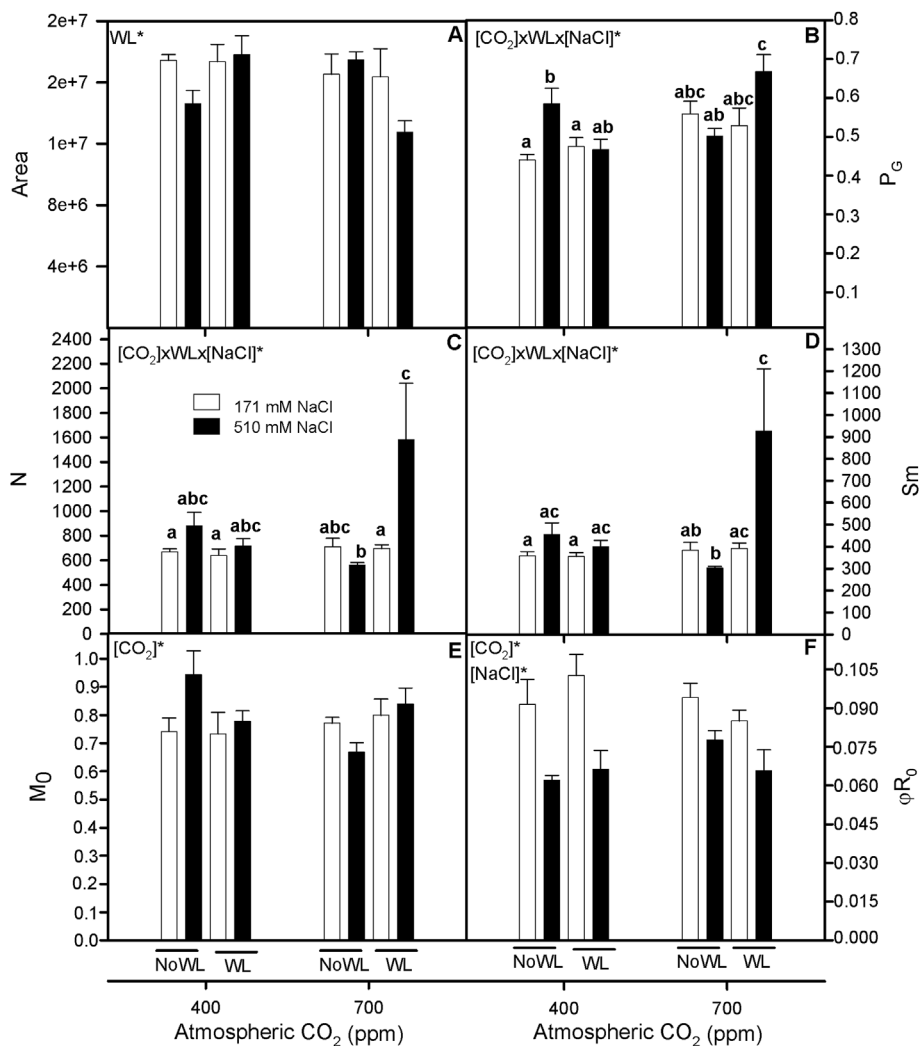 WL*
A
2e+7
2e+7
1e+7
8e+6
4e+6
Area
[CO2]xWLx[NaCl]*
B
a
b
a
ab
abc
ab
abc
c
0.8
0.7
0.6
0.5
0.4
0.3
0.2
0.1
PG
[CO2]xWLx[NaCl]*
C
171 mM NaCl
510 mM NaCl
a
abc
a
abc
abc
b
a
c
2400
2200
2000
1800
1600
1400
1200
1000
800
600
400
200
0
N
[CO2]xWLx[NaCl]*
D
a
ac
a
ac
ab
b
ac
c
1300
1200
1100
1000
900
800
700
600
500
400
300
200
100
0
Sm
[CO2]*
E
1.0
0.9
0.8
0.7
0.6
0.5
0.4
0.3
0.2
0.1
0.0
M0
[CO2]*
[NaCl]*
F
0.105
0.090
0.075
0.060
0.045
0.030
0.015
0.000
φR0
NoWL WL NoWL WL
400 700
Atmospheric CO2 (ppm)
NoWL WL NoWL WL
400 700
Atmospheric CO2 (ppm)